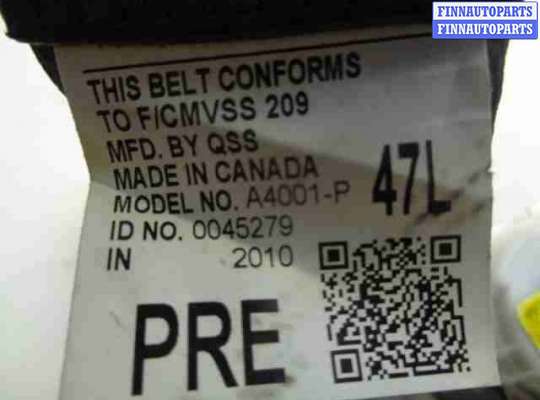 FINNAUTOPARTS
FINNAUTOPARTS
THIS BELT CONFORMS
TO F/CMVSS 209
MFD. BY QSS
MADE IN CANADA
MODEL NO. A4001-P
47L
ID NO. 0045279
IN 2010
PRE